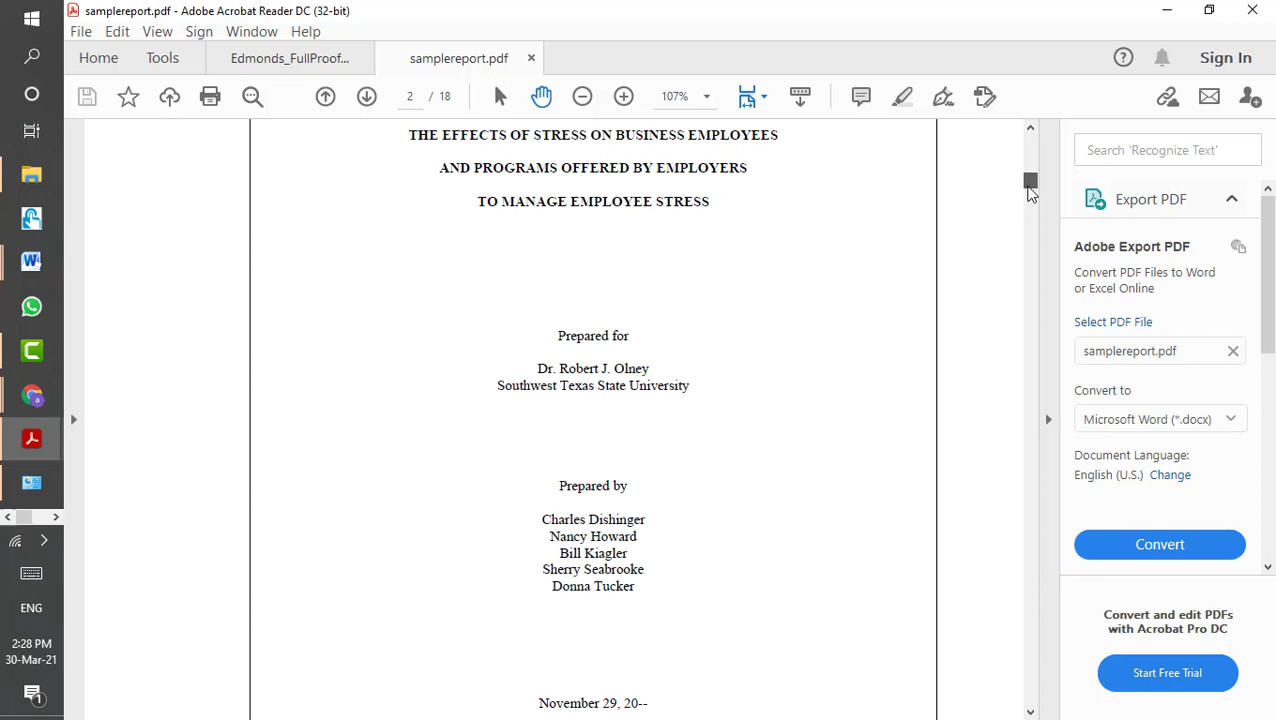 samplereport.pdf - Adobe Acrobat Reader DC (32-bit)
File Edit View Sign Window Help
Home Tools Edmonds_FullProof... samplereport.pdf
Sign In
2 / 18
107%
THE EFFECTS OF STRESS ON BUSINESS EMPLOYEES
AND PROGRAMS OFFERED BY EMPLOYERS
TO MANAGE EMPLOYEE STRESS
Prepared for
Dr. Robert J. Olney
Southwest Texas State University
Prepared by
Charles Dishinger
Nancy Howard
Bill Kiagler
Sherry Seabrooke
Donna Tucker
November 29, 20--
Search 'Recognize Text'
Export PDF
Adobe Export PDF
Convert PDF Files to Word
or Excel Online
Select PDF File
samplereport.pdf
Convert to
Microsoft Word (*.docx)
Document Language:
English (U.S.) Change
Convert
Convert and edit PDFs
with Acrobat Pro DC
Start Free Trial
ENG
2:28 PM
30-Mar-21
1